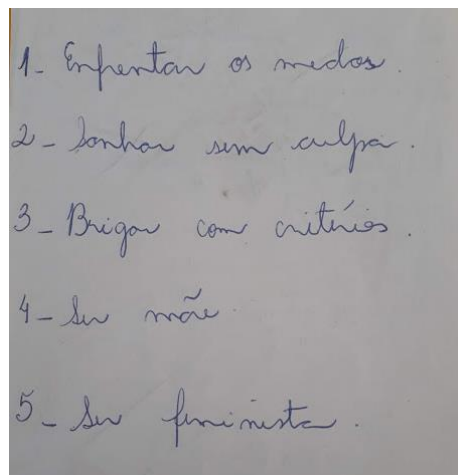 1- Enfrentar os medos.
2- Sonhar sem culpa.
3- Brigar com critérios.
4- Ser mãe
5- Ser feminista.